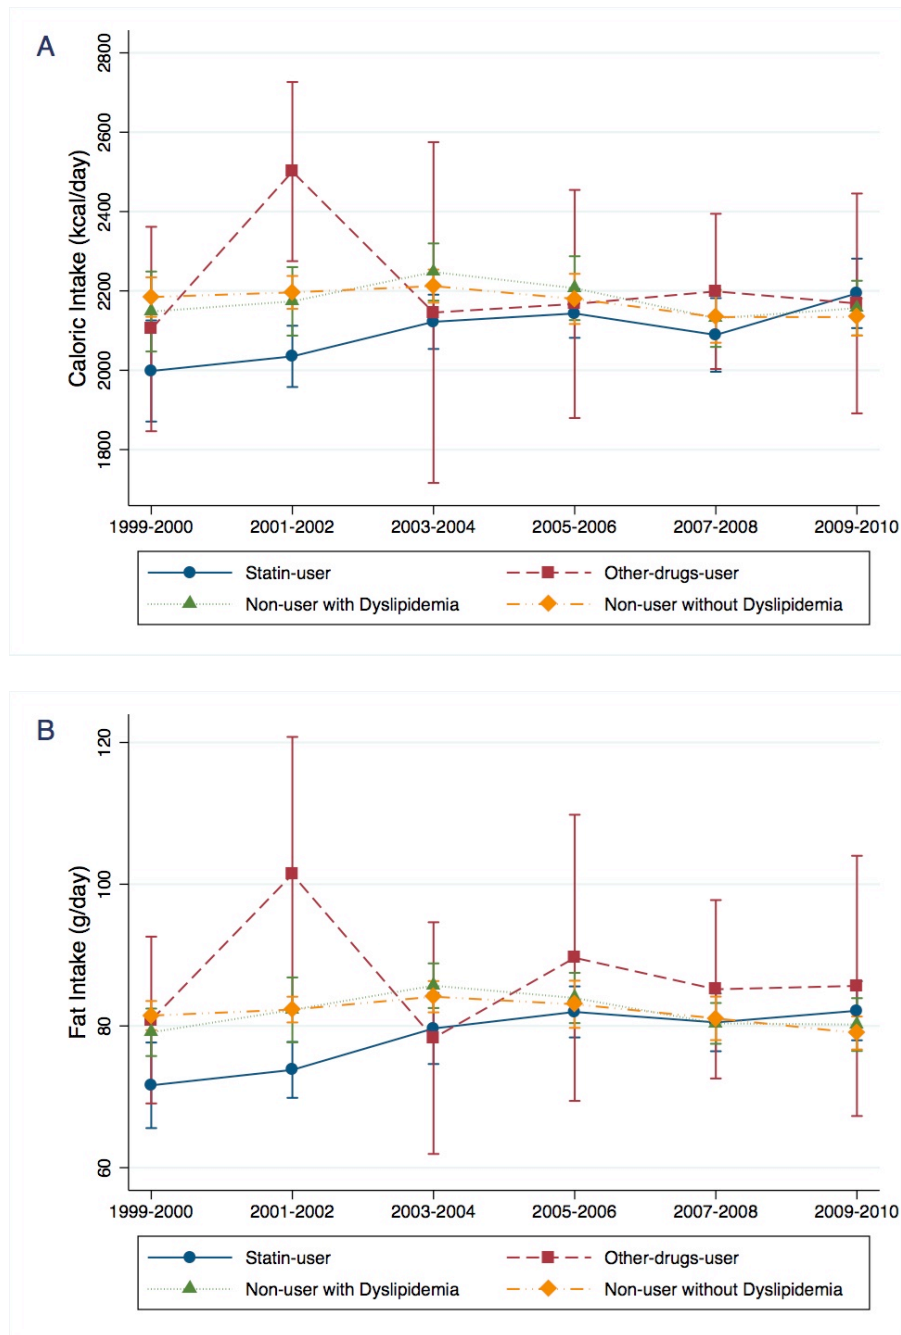 A
Caloric Intake (kcal/day)
2800
2600
2400
2200
2000
1800
1999-2000 2001-2002 2003-2004 2005-2006 2007-2008 2009-2010
Statin-user Other-drugs-user
Non-user with Dyslipidemia Non-user without Dyslipidemia
B
Fat Intake (g/day)
120
100
80
60
1999-2000 2001-2002 2003-2004 2005-2006 2007-2008 2009-2010
Statin-user Other-drugs-user
Non-user with Dyslipidemia Non-user without Dyslipidemia